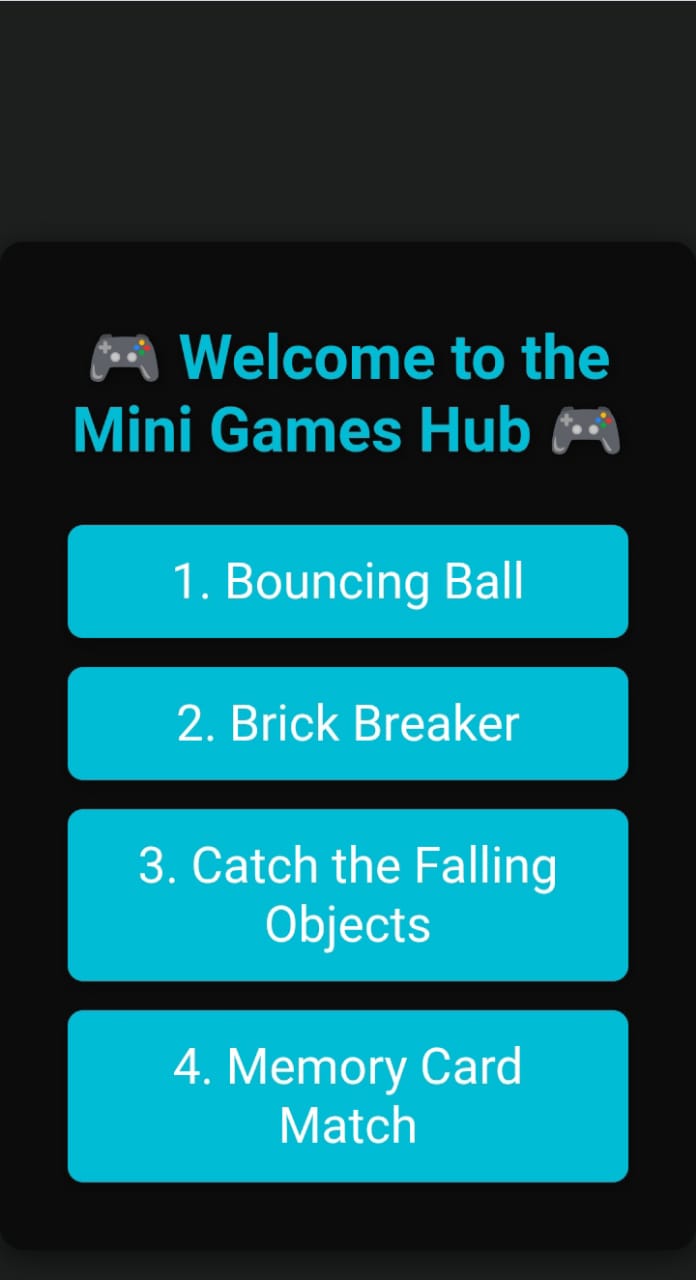 🎮 Welcome to the
Mini Games Hub 🎮
1. Bouncing Ball
2. Brick Breaker
3. Catch the Falling
Objects
4. Memory Card
Match